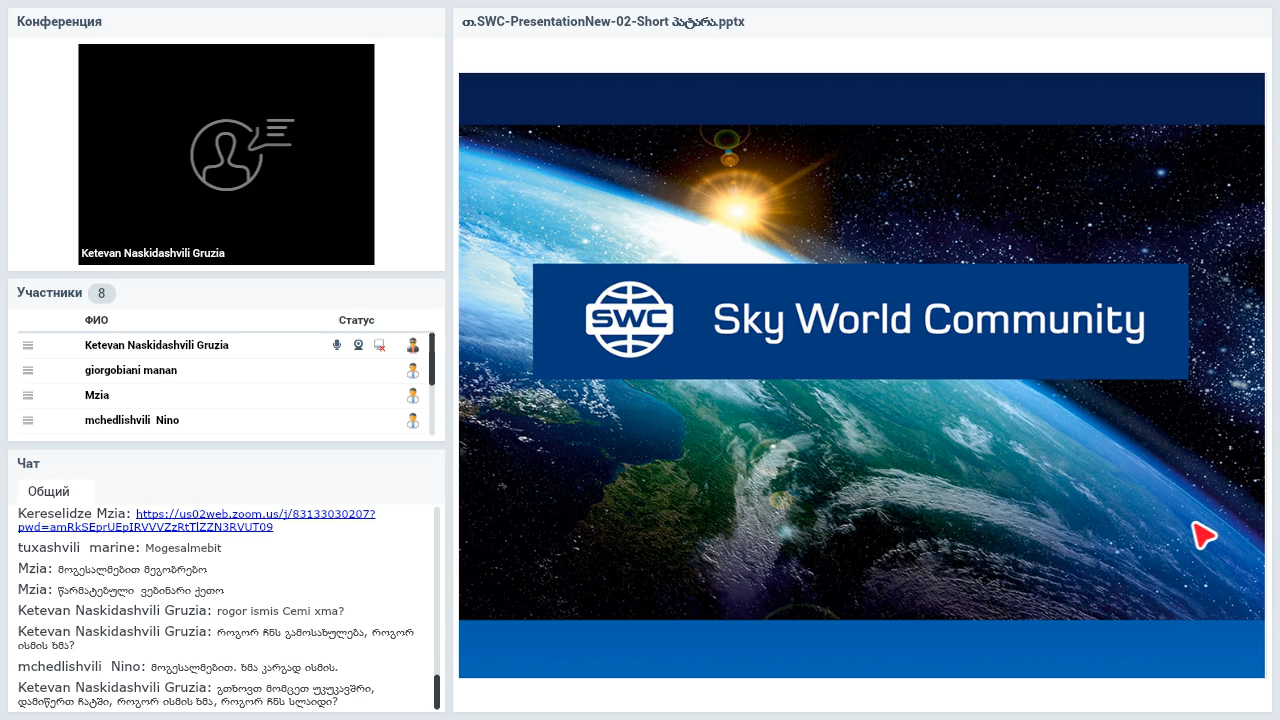 Конференция
Ketevan Naskidashvili Gruzia
Участники 8
ФИО Статус
Ketevan Naskidashvili Gruzia
giorgobiani manan
Mzia
mchedlishvili Nino
Чат
Общий
Kereselidze Mzia: https://us02web.zoom.us/j/83133030207?
pwd=amRkSEprUEpIRVVVZzRtTlZZN3RVUT09
tuxashvili marine: Mogesalmebit
Mzia: მოგესალმებით მეგობრებო
Mzia: წარმატებული ვებინარი ქეთო
Ketevan Naskidashvili Gruzia: rogor ismis Cemi xma?
Ketevan Naskidashvili Gruzia: როგორ ჩნს გამოსახულება, როგორ
ისმის ხმა?
mchedlishvili Nino: მოგესალმებით. ხმა კარგად ისმის.
Ketevan Naskidashvili Gruzia: გთხოვთ მომცეთ უკუკავშრი,
დამიწერთ ჩატში, როგორ ისმის ხმა, როგორ ჩნს სლაიდი?
თ.SWC-PresentationNew-02-Short პატარა.pptx
SWC Sky World Community